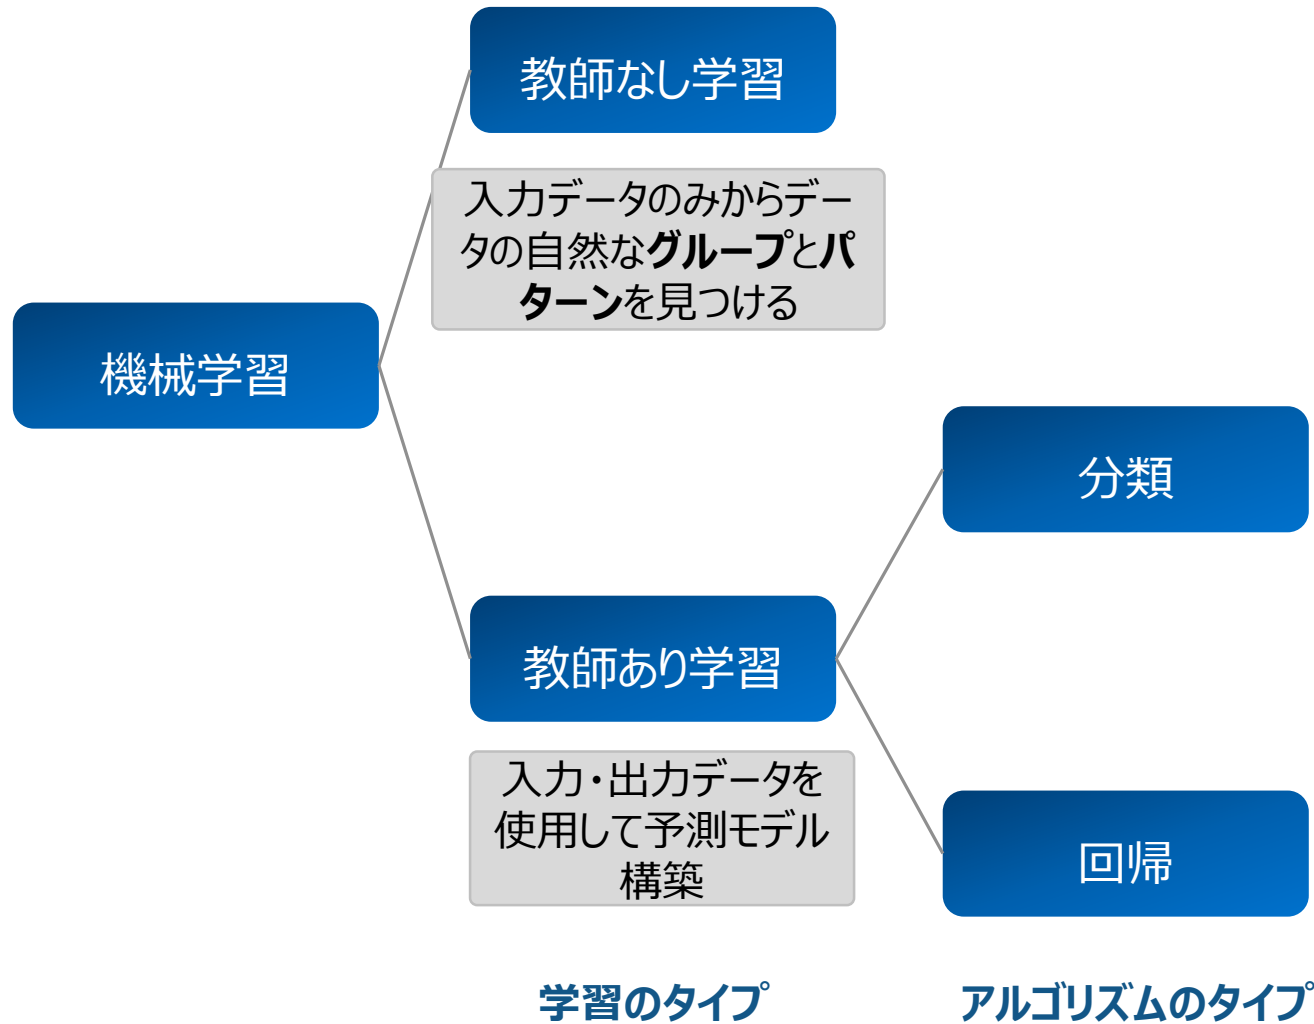 教師なし学習
入力データのみからデー
タの自然なグループとパ
ターンを見つける
機械学習
分類
教師あり学習
入力・出力データを
使用して予測モデル
構築
回帰
学習のタイプ
アルゴリズムのタイプ